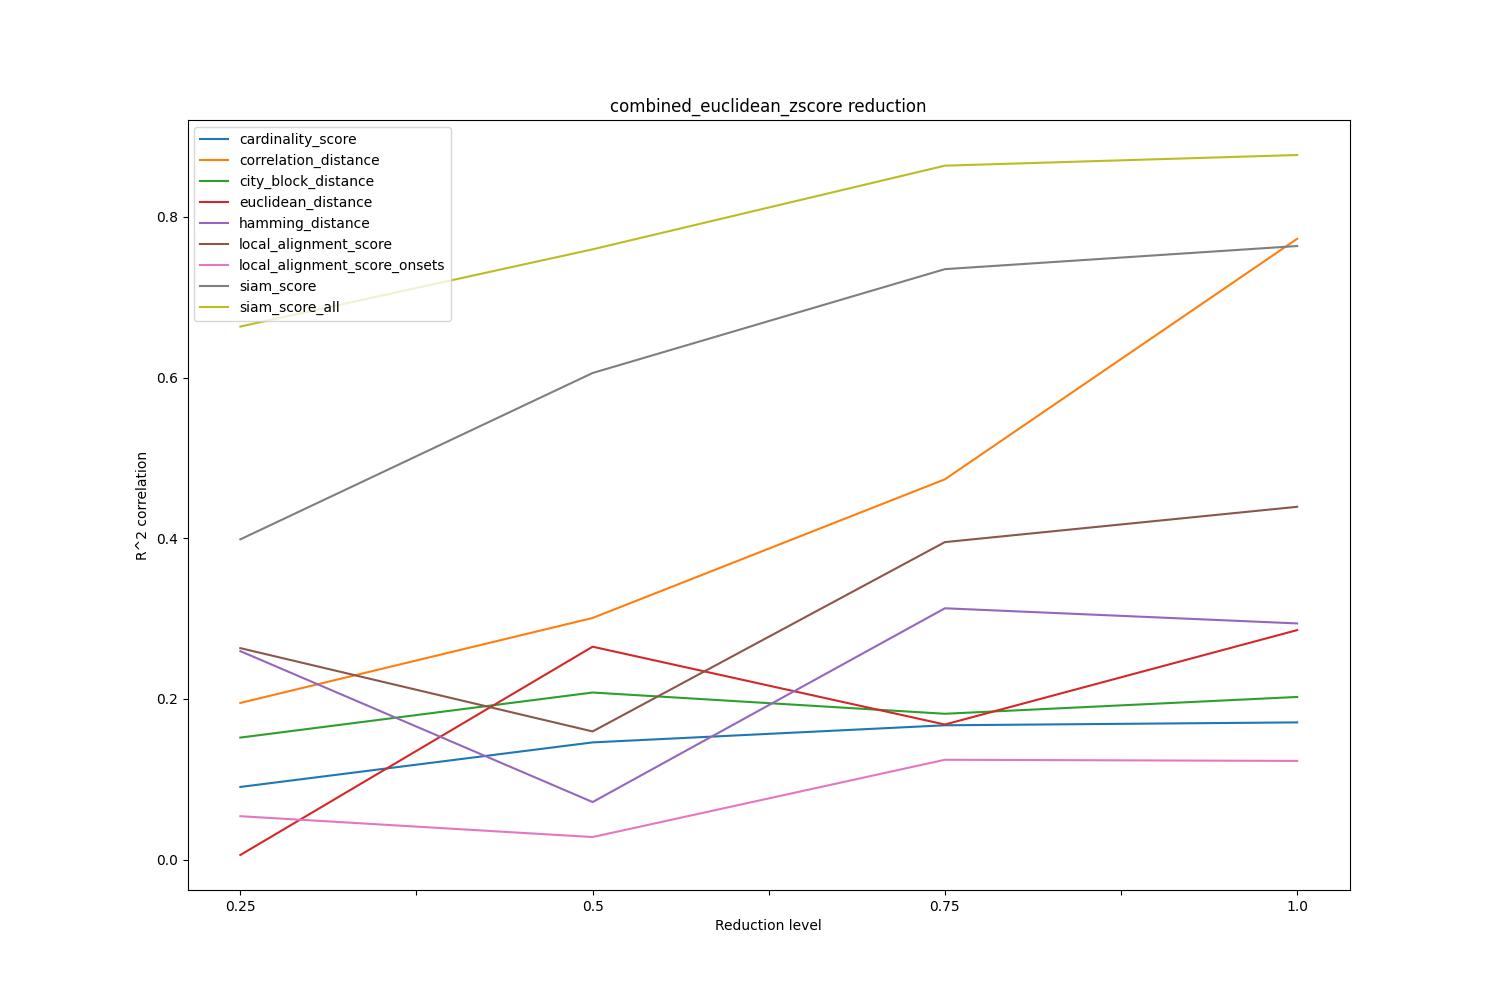 combined_euclidean_zscore reduction
cardinality_score
correlation_distance
city_block_distance
euclidean_distance
hamming_distance
local_alignment_score
local_alignment_score_onsets
siam_score
siam_score_all
R^2 correlation
0.8
0.6
0.4
0.2
0.0
0.25 0.5 0.75 1.0
Reduction level